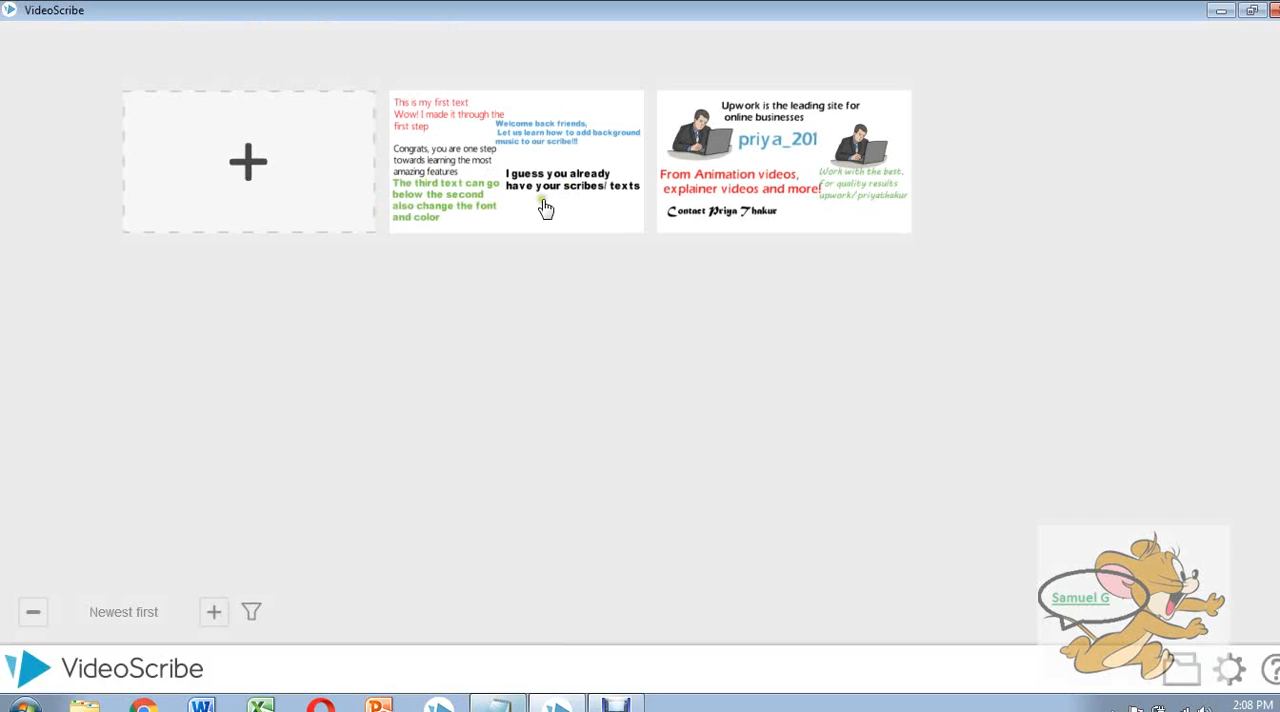 VideoScribe
This is my first text
Wow! I made it through the
first step
Congrats, you are one step
towards learning the most
amazing features
The third text can go
below the second
also change the font
and color
Welcome back friends,
Let us learn how to add background
music to our scribe!!!
I guess you already
have your scribes/ texts
Upwork is the leading site for
online businesses
priya_201
From Animation videos,
explainer videos and more!
Work with the best.
for quality results
upwork/priyathakur
Contact Priya Thakur
Samuel G
Newest first
VideoScribe
2:08 PM